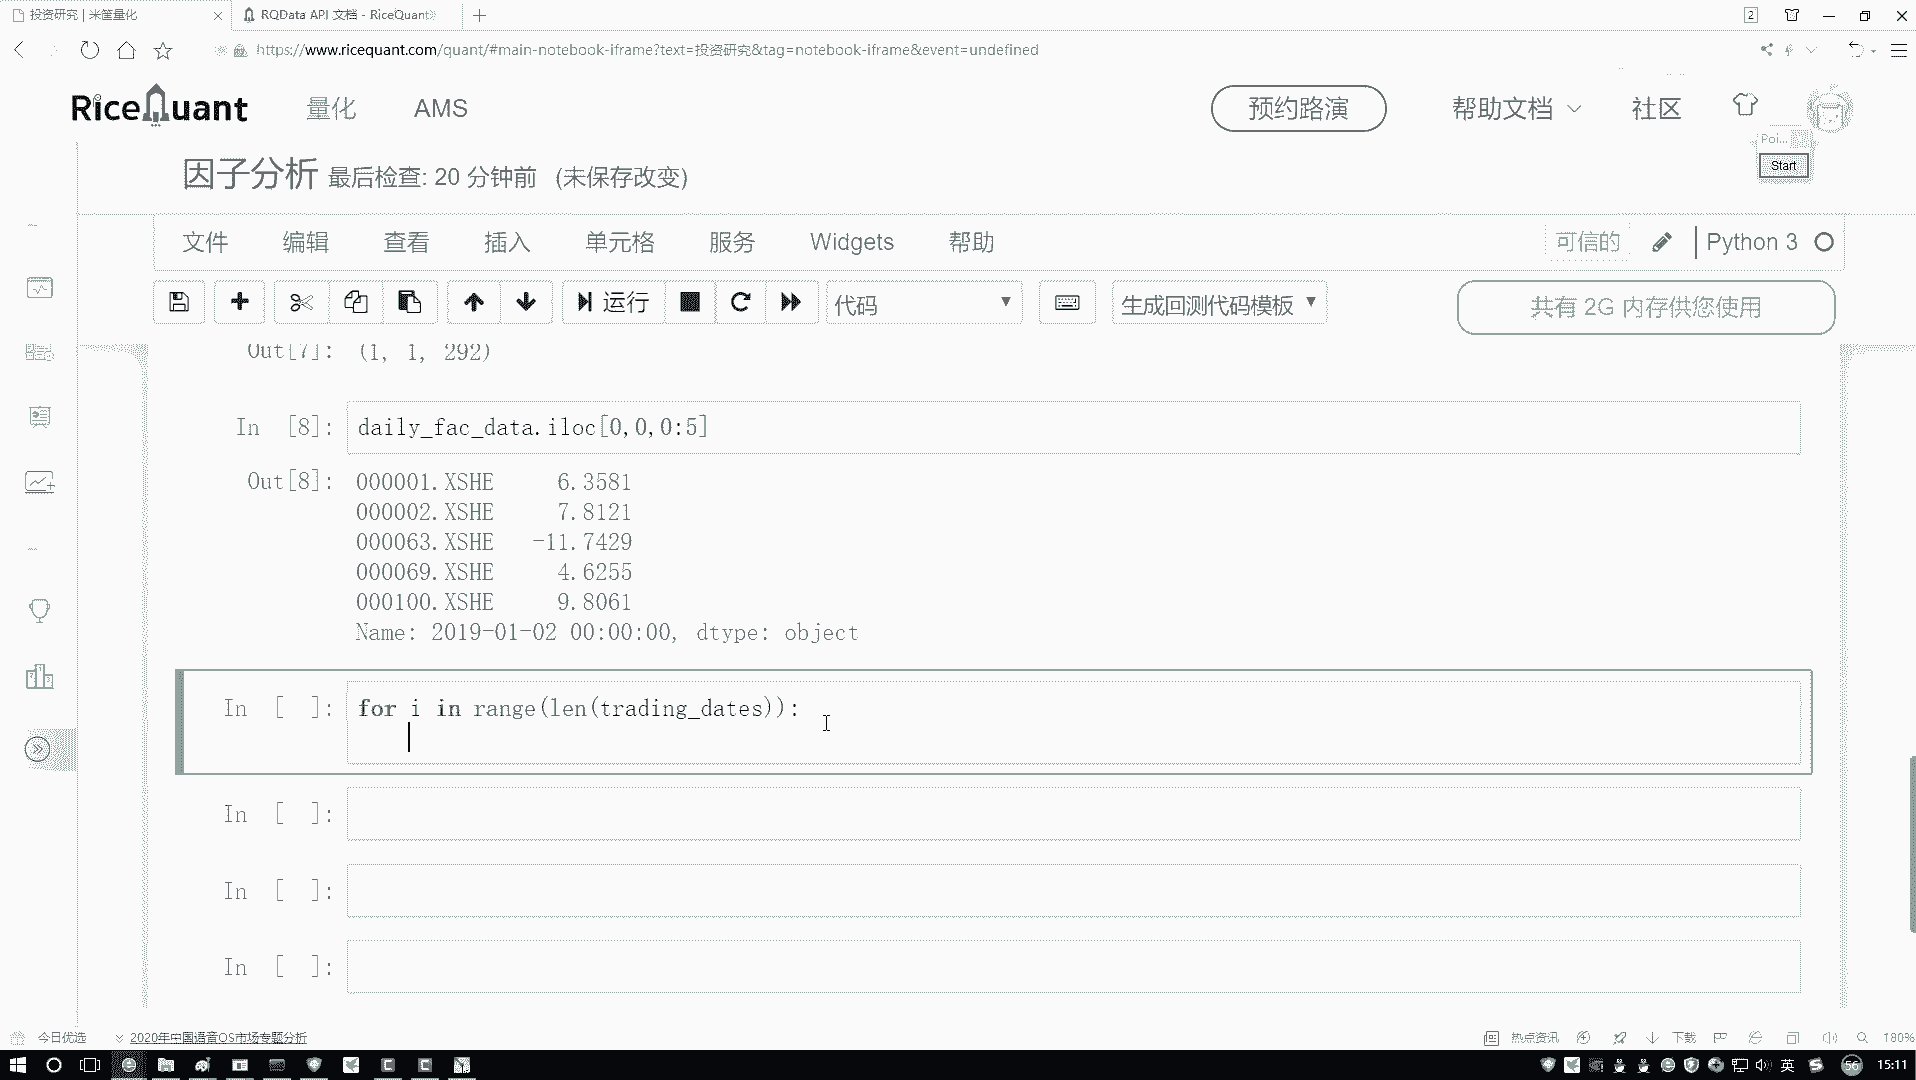 投资研究 | 米筐量化
RQData API 文档 - RiceQuant
2
https://www.ricequant.com/quant/#main-notebook-iframe?text=投资研究&tag=notebook-iframe&event=undefined
RiceQuant 量化 AMS 预约路演 帮助文档 社区
Poi...
Start
因子分析 最后检查: 20 分钟前 (未保存改变)
文件 编辑 查看 插入 单元格 服务 Widgets 帮助 可信的 Python 3
运行 代码 生成回测代码模板 共有 2G 内存供您使用
Out[7]: (1, 1, 292)
In [8]: daily_fac_data.iloc[0,0,0:5]
Out[8]: 000001.XSHE 6.3581
000002.XSHE 7.8121
000063.XSHE -11.7429
000069.XSHE 4.6255
000100.XSHE 9.8061
Name: 2019-01-02 00:00:00, dtype: object
In [ ]: for i in range(len(trading_dates)):
In [ ]:
In [ ]:
In [ ]:
今日优选 2020年中国语音OS市场专题分析 热点资讯 下载 180%
英 56 15:11